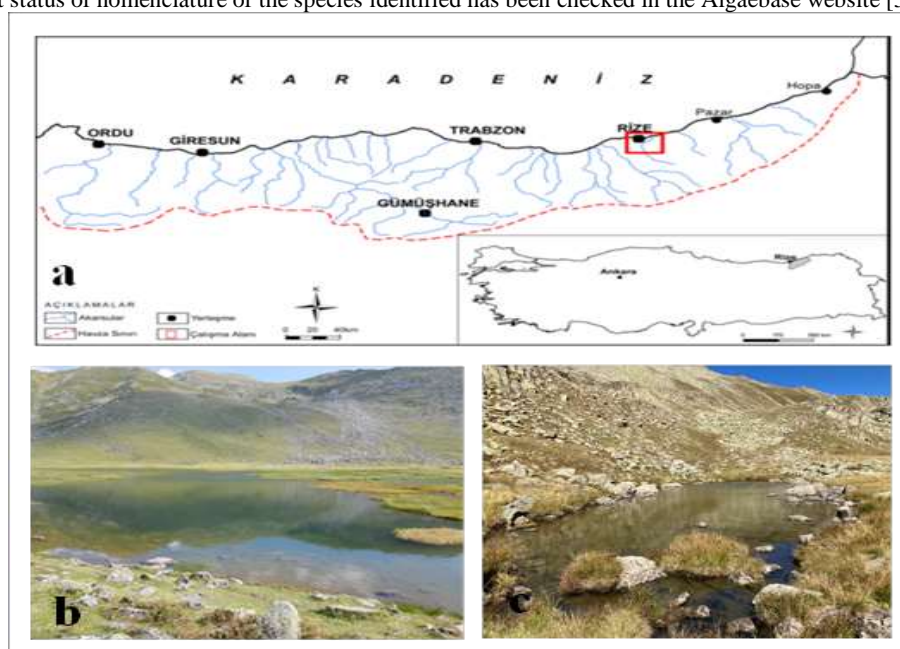 status of nomenclature of the species identified has been checked in the Algaebase website
K A R A D E N İ Z
Hopa
Pazar
RİZE
TRABZON
ORDU
GİRESUN
GÜMÜŞHANE
a
Rize
Ankara
AÇIKLAMALAR
K
Akarsular
Yerleşme
0 20 40km
Havza Sınırı
Çalışma Alanı
b
c